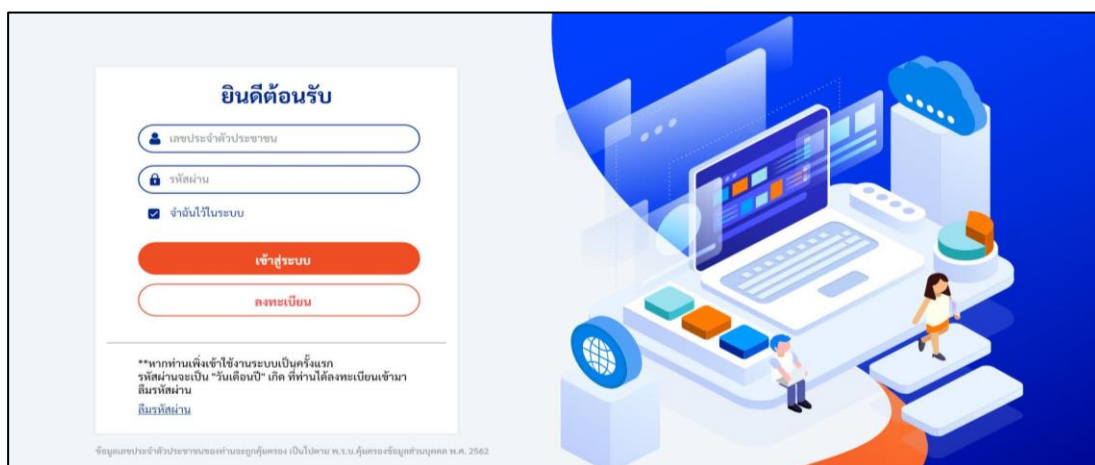 ยินดีต้อนรับ
เลขประจำตัวประชาชน
รหัสผ่าน
จำฉันไว้ในระบบ
เข้าสู่ระบบ
ลงทะเบียน
**หากท่านเพิ่งเข้าใช้งานระบบเป็นครั้งแรก
รหัสผ่านจะเป็น "วันเดือนปี" เกิด ที่ท่านได้ลงทะเบียนเข้ามา
ลืมรหัสผ่าน
ลืมรหัสผ่าน
ข้อมูลเลขประจำตัวประชาชนของท่านจะถูกคุ้มครอง เป็นไปตาม พ.ร.บ.คุ้มครองข้อมูลส่วนบุคคล พ.ศ. 2562